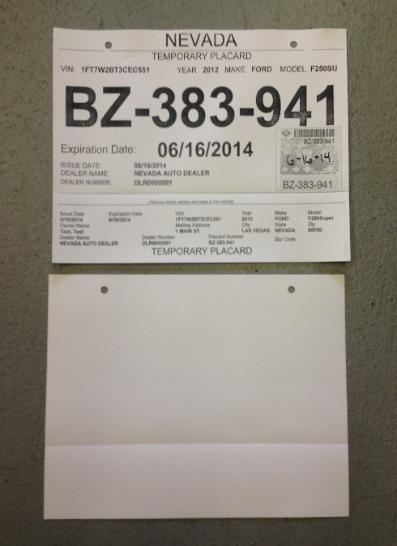 NEVADA
TEMPORARY PLACARD
VIN: 1FT7W2BT3CEC551 YEAR 2012 MAKE FORD MODEL F250SU
BZ-383-941
BZ-383-941
Expiration Date: 06/16/2014
6-16-14
ISSUE DATE: 05/16/2014
DEALER NAME: NEVADA AUTO DEALER
DEALER NUMBER: DLR0000001
BZ-383-941
Issue Date Expiration Date VIN Year Make Model
5/16/2014 6/16/2014 1FT7W2BT3CEC551 2012 FORD F250Super
Owner Name Mailing Address City State Zip
Test, Test 1 MAIN ST. LAS VEGAS NEVADA
Dealer Name Dealer Number Placard Number Bar Code
NEVADA AUTO DEALER DLR0000001 BZ-383-941
TEMPORARY PLACARD